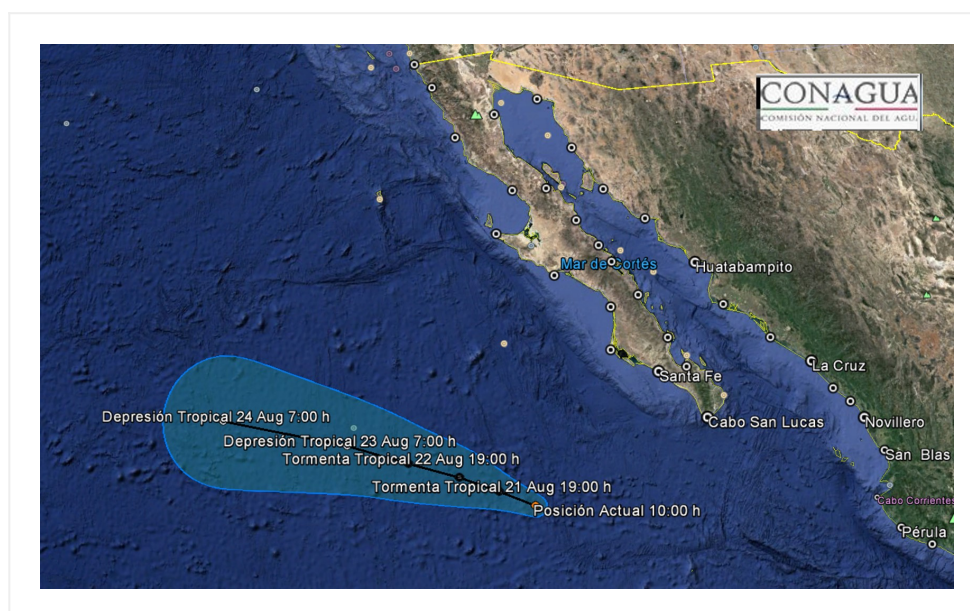 CONAGUA
COMISIÓN NACIONAL DEL AGU
Mar de Cortés
Huatabampito
La Cruz
Santa Fe
Cabo San Lucas
Novillero
San Blas
Cabo Corrientes
Pérula
Depresión Tropical 24 Aug 7:00 h
Depresión Tropical 23 Aug 7:00 h
Tormenta Tropical 22 Aug 19:00 h
Tormenta Tropical 21 Aug 19:00 h
Posición Actual 10:00 h